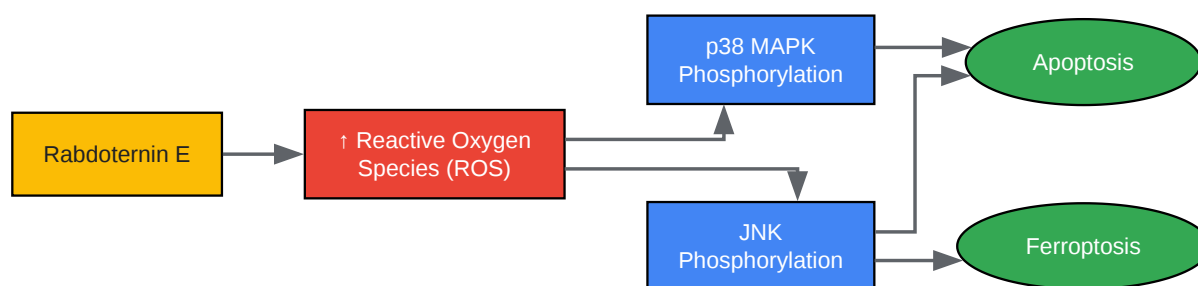 Rabdoternin E
↑ Reactive Oxygen
Species (ROS)
p38 MAPK
Phosphorylation
JNK
Phosphorylation
Apoptosis
Ferroptosis